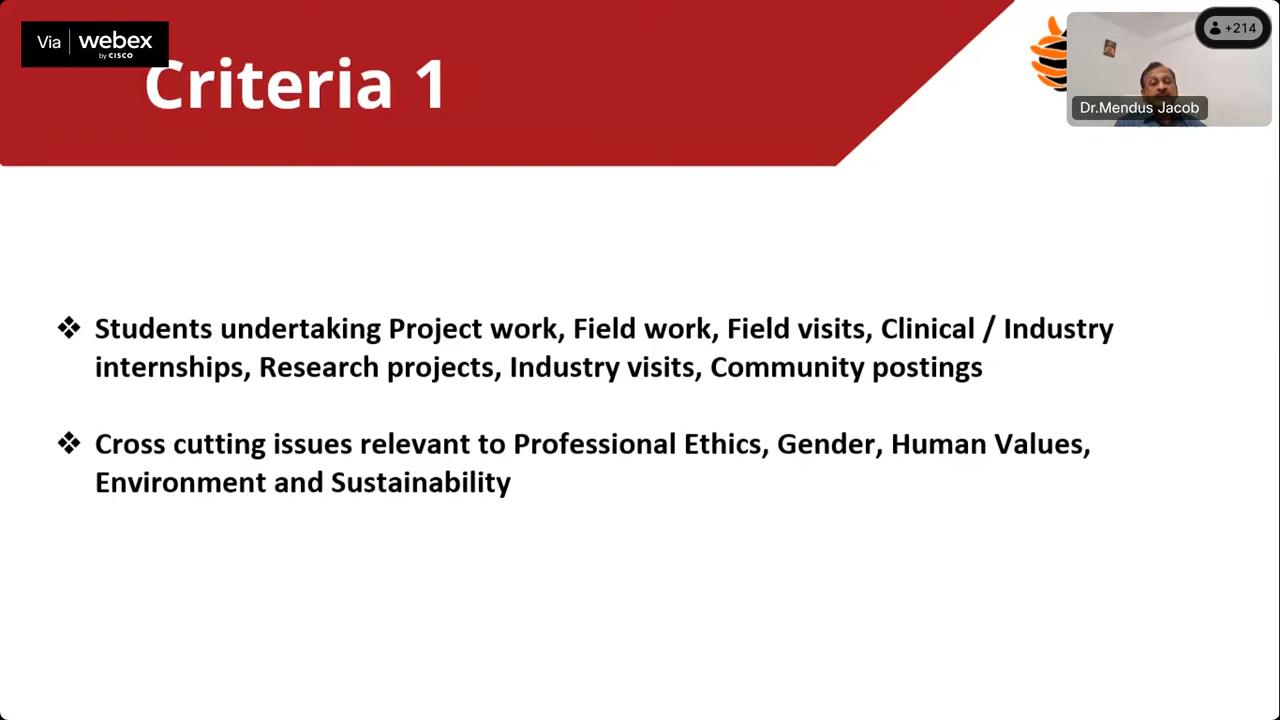 Via webex
by CISCO
Criteria 1
+214
Dr.Mendus Jacob
❖ Students undertaking Project work, Field work, Field visits, Clinical / Industry
internships, Research projects, Industry visits, Community postings
❖ Cross cutting issues relevant to Professional Ethics, Gender, Human Values,
Environment and Sustainability